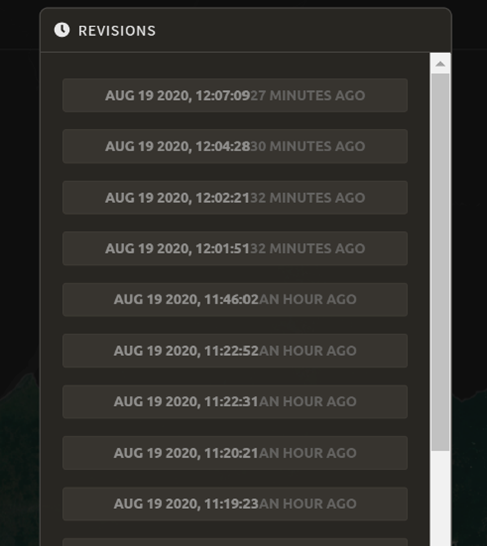 REVISIONS
AUG 19 2020, 12:07:0927 MINUTES AGO
AUG 19 2020, 12:04:2830 MINUTES AGO
AUG 19 2020, 12:02:2132 MINUTES AGO
AUG 19 2020, 12:01:5132 MINUTES AGO
AUG 19 2020, 11:46:02AN HOUR AGO
AUG 19 2020, 11:22:52AN HOUR AGO
AUG 19 2020, 11:22:31AN HOUR AGO
AUG 19 2020, 11:20:21AN HOUR AGO
AUG 19 2020, 11:19:23AN HOUR AGO